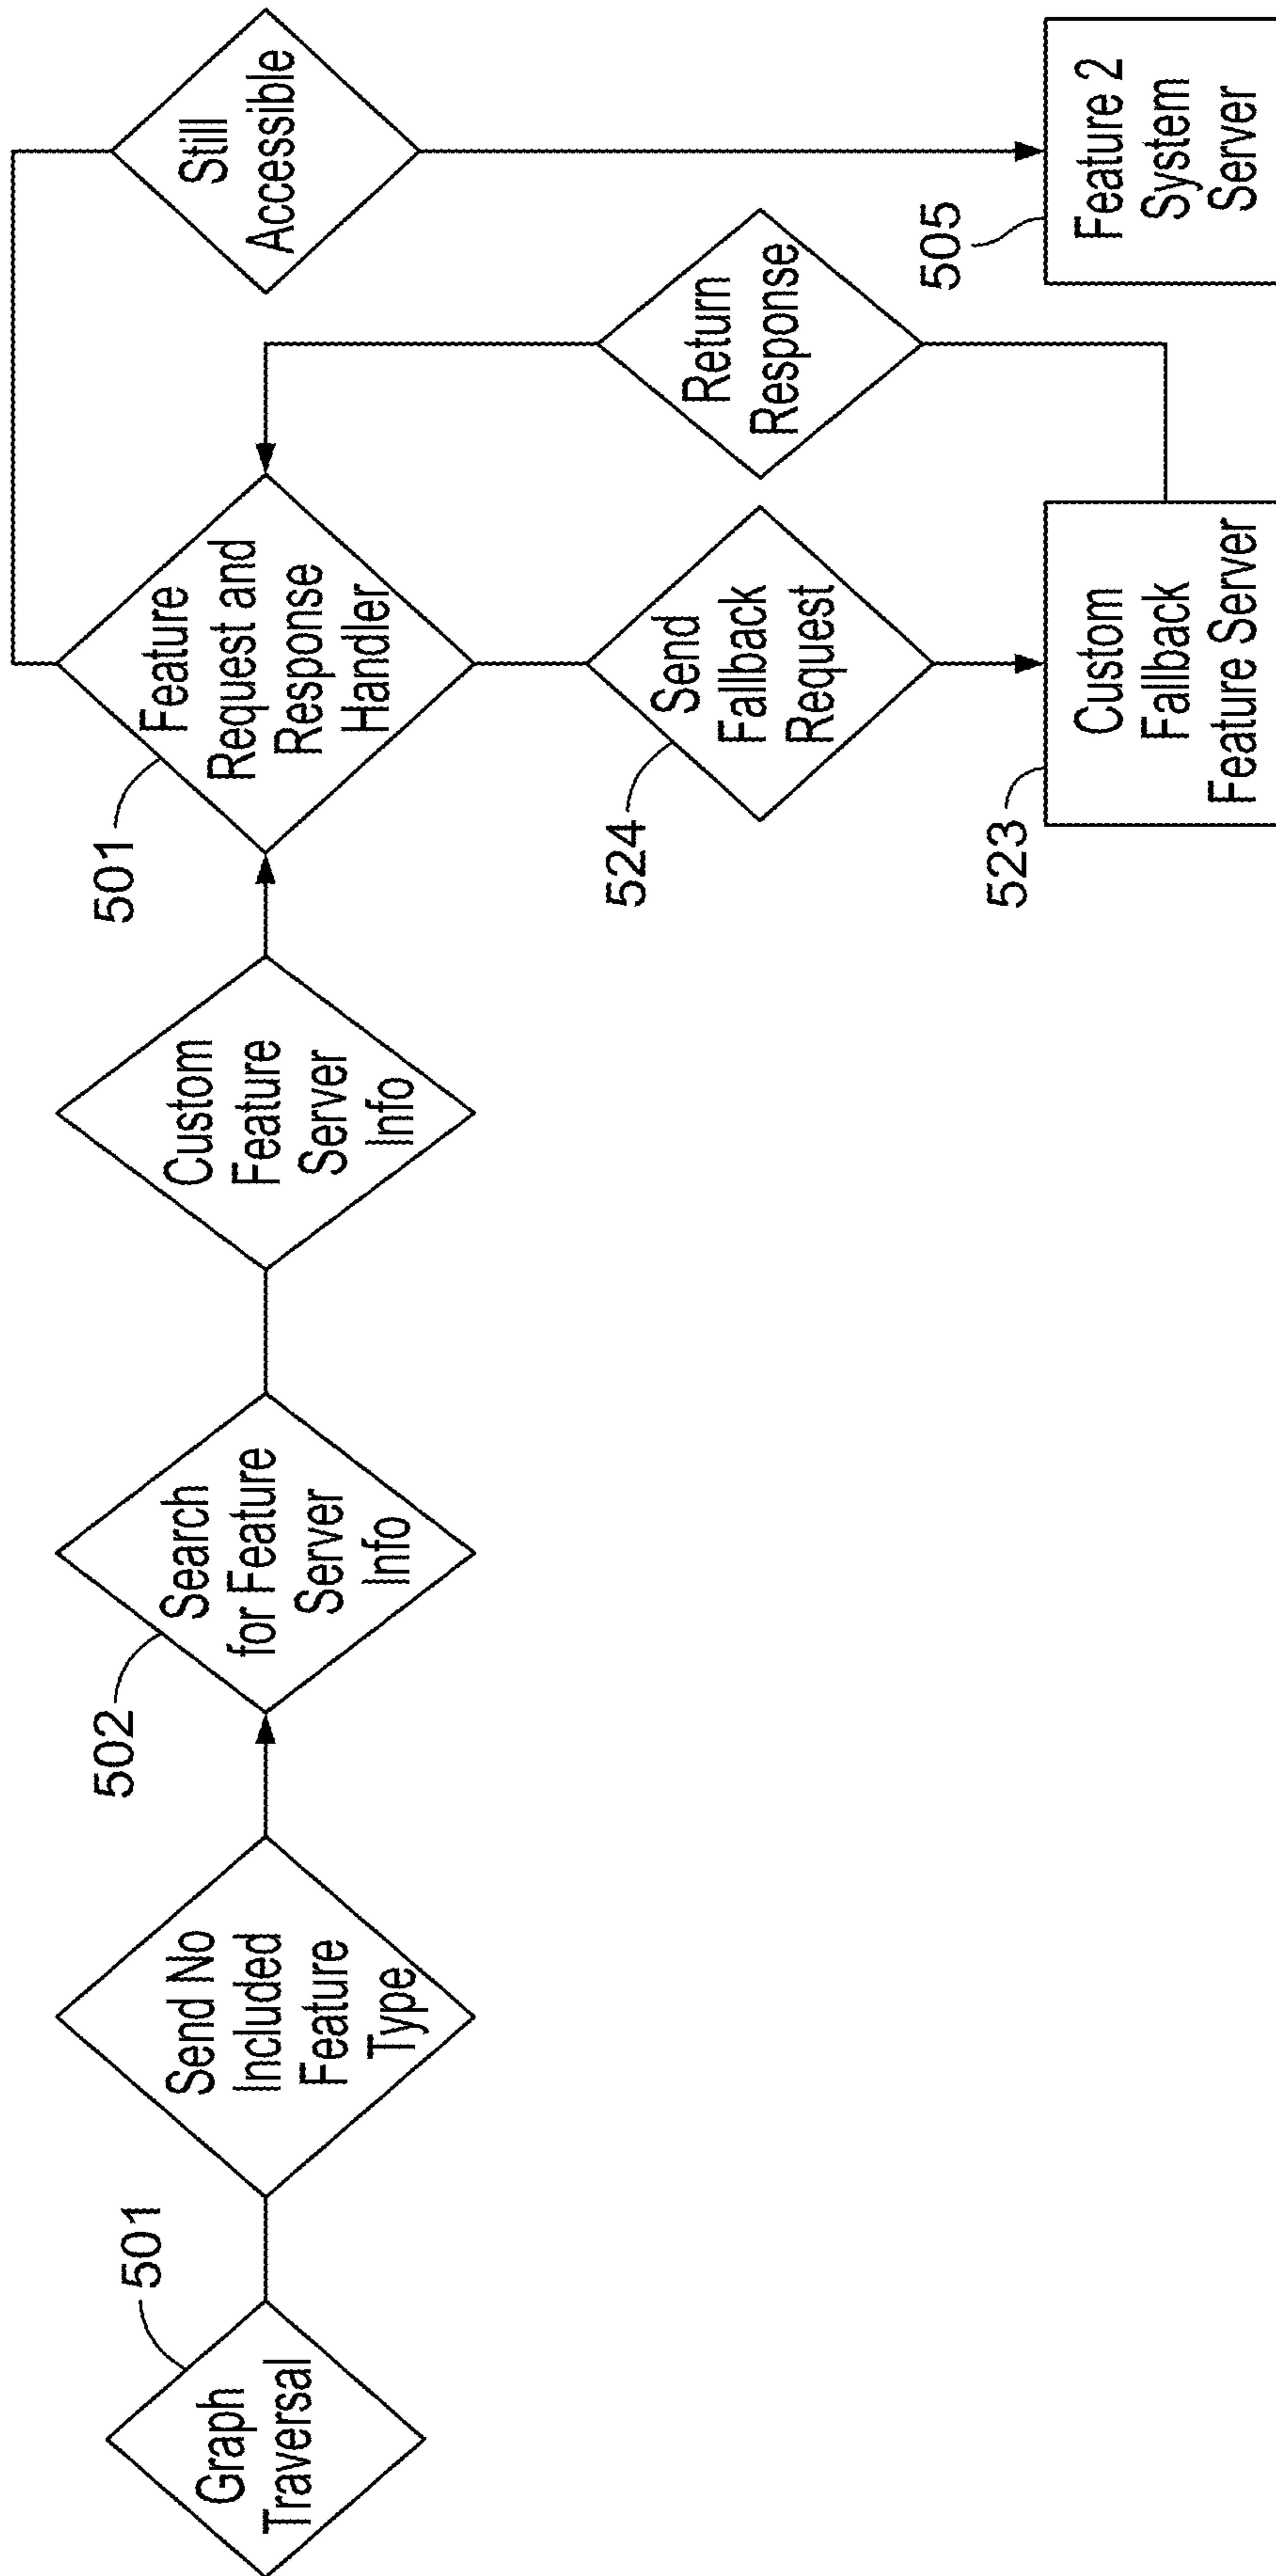 501
Graph
Traversal
Send No
Included
Feature
Type
502
Search
for Feature
Server
Info
Custom
Feature
Server
Info
501
Feature
Request and
Response
Handler
Still
Accessible
524
Send
Fallback
Request
Return
Response
523
Custom
Fallback
Feature Server
505
Feature 2
System
Server